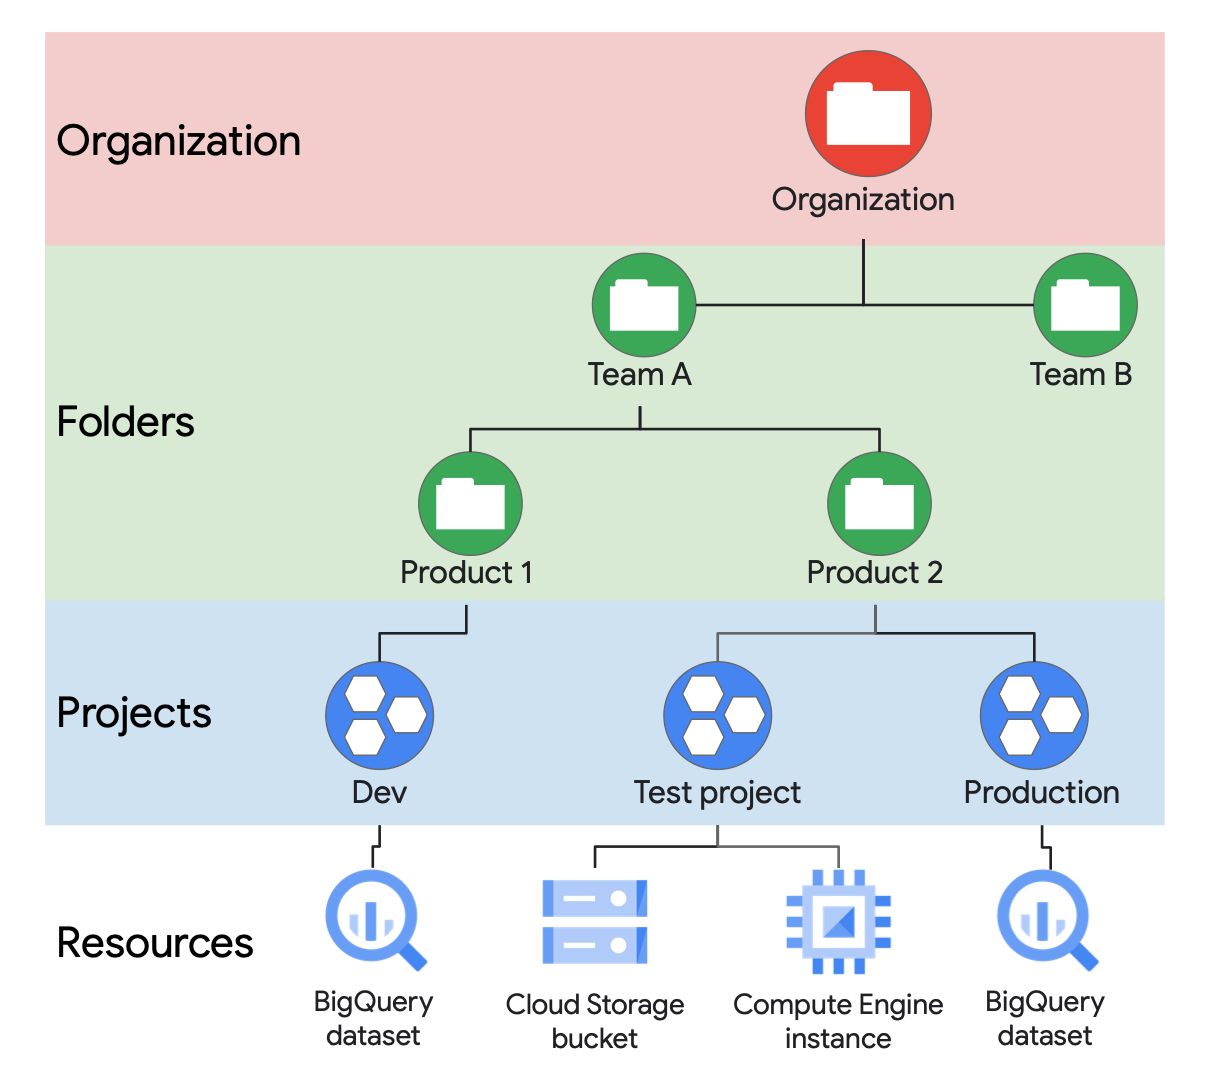 Organization
Organization
Team A
Team B
Folders
Product 1
Product 2
Projects
Dev
Test project
Production
Resources
BigQuery
dataset
Cloud Storage
bucket
Compute Engine
instance
BigQuery
dataset